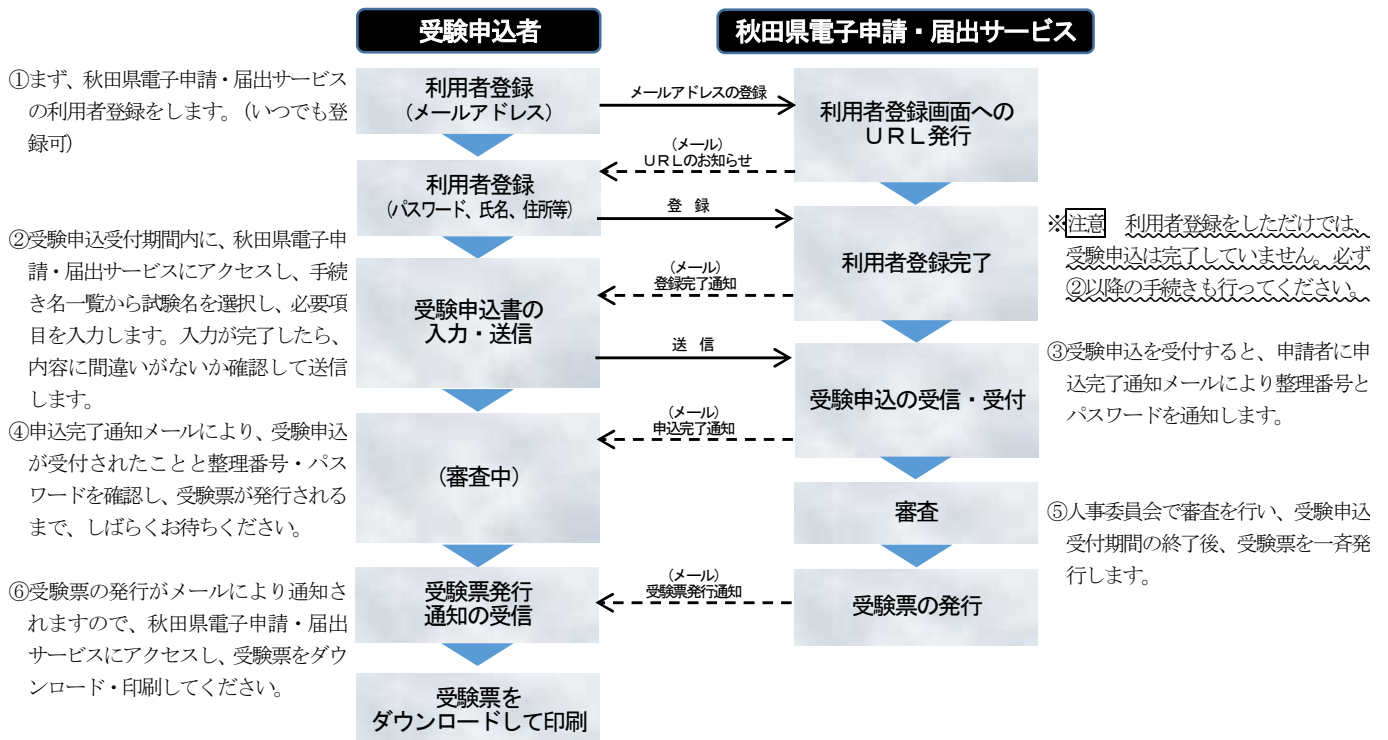 受験申込者
秋田県電子申請・届出サービス
①まず、秋田県電子申請・届出サービス
の利用者登録をします。(いつでも登
録可)
利用者登録
(メールアドレス)
メールアドレスの登録
利用者登録画面への
ＵＲＬ発行
(メール)
ＵＲＬのお知らせ
利用者登録
(パスワード、氏名、住所等)
登 録
利用者登録完了
※注意 利用者登録をしただけでは、
受験申込は完了していません。必ず
②以降の手続きも行ってください。
②受験申込受付期間内に、秋田県電子申
請・届出サービスにアクセスし、手続
き名一覧から試験名を選択し、必要項
目を入力します。入力が完了したら、
内容に間違いがないか確認して送信
します。
(メール)
登録完了通知
受験申込書の
入力・送信
送 信
受験申込の受信・受付
③受験申込を受付すると、申請者に申
込完了通知メールにより整理番号と
パスワードを通知します。
④申込完了通知メールにより、受験申込
が受付されたことと整理番号・パス
ワードを確認し、受験票が発行される
まで、しばらくお待ちください。
(メール)
申込完了通知
(審査中)
審査
⑤人事委員会で審査を行い、受験申込
受付期間の終了後、受験票を一斉発
行します。
⑥受験票の発行がメールにより通知さ
れますので、秋田県電子申請・届出
サービスにアクセスし、受験票をダウ
ンロード・印刷してください。
受験票発行
通知の受信
(メール)
受験票発行通知
受験票の発行
受験票を
ダウンロードして印刷